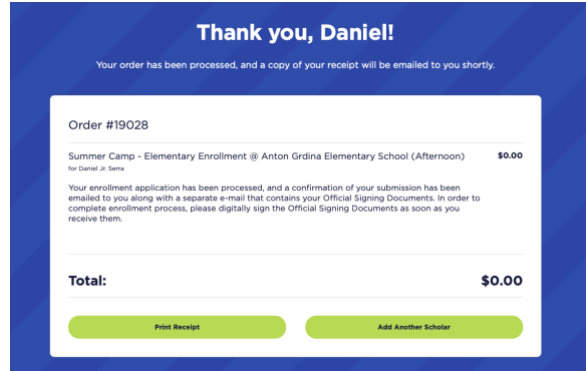 Thank you, Daniel!
Your order has been processed, and a copy of your receipt will be emailed to you shortly.
Order #19028
Summer Camp - Elementary Enrollment @ Anton Grdina Elementary School (Afternoon) $0.00
for Daniel Jr. Serra
Your enrollment application has been processed, and a confirmation of your submission has been
emailed to you along with a separate e-mail that contains your Official Signing Documents. In order to
complete enrollment process, please digitally sign the Official Signing Documents as soon as you
receive them.
Total: $0.00
Print Receipt Add Another Scholar